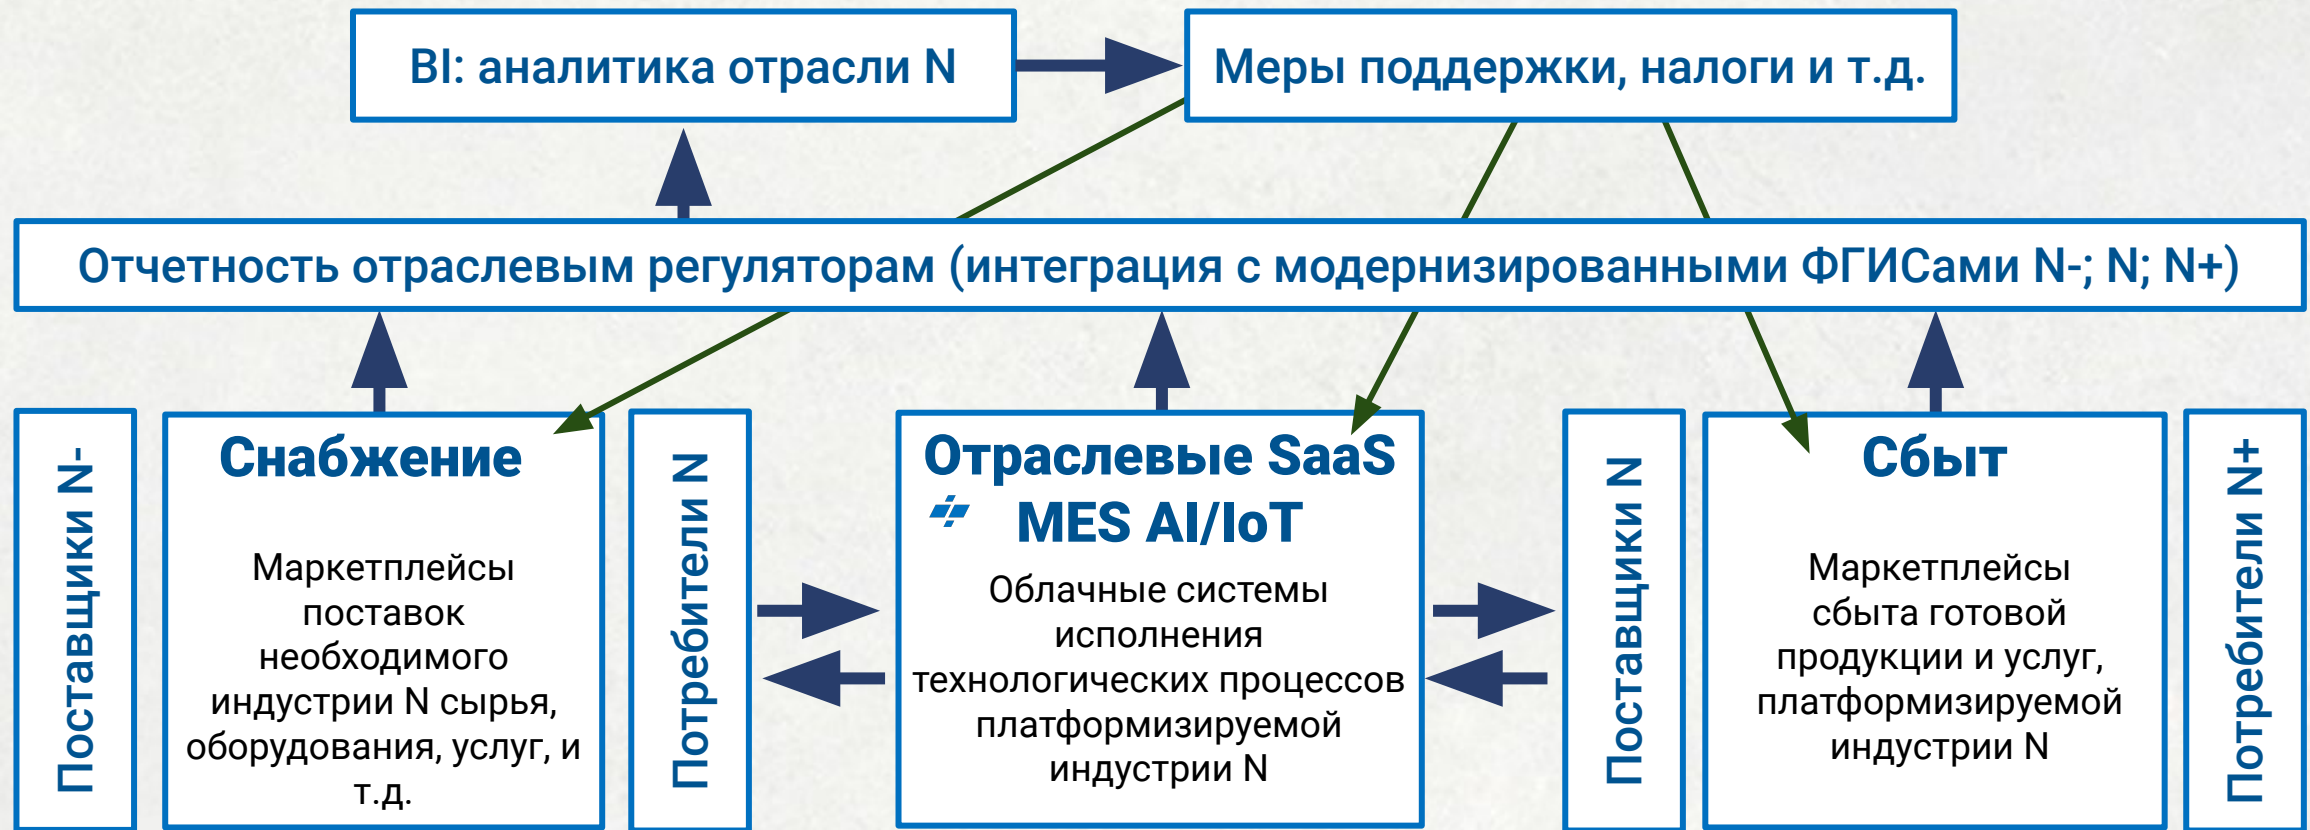 BI: аналитика отрасли N
Меры поддержки, налоги и т.д.
Отчетность отраслевым регуляторам (интеграция с модернизированными ФГИСами N-; N; N+)
Поставщики N-
Снабжение
Маркетплейсы
поставок
необходимого
индустрии N сырья,
оборудования, услуг, и
т.д.
Потребители N
Отраслевые SaaS
MES AI/IoT
Облачные системы
исполнения
технологических процессов
платформизируемой
индустрии N
Поставщики N
Сбыт
Маркетплейсы
сбыта готовой
продукции и услуг,
платформизируемой
индустрии N
Потребители N+